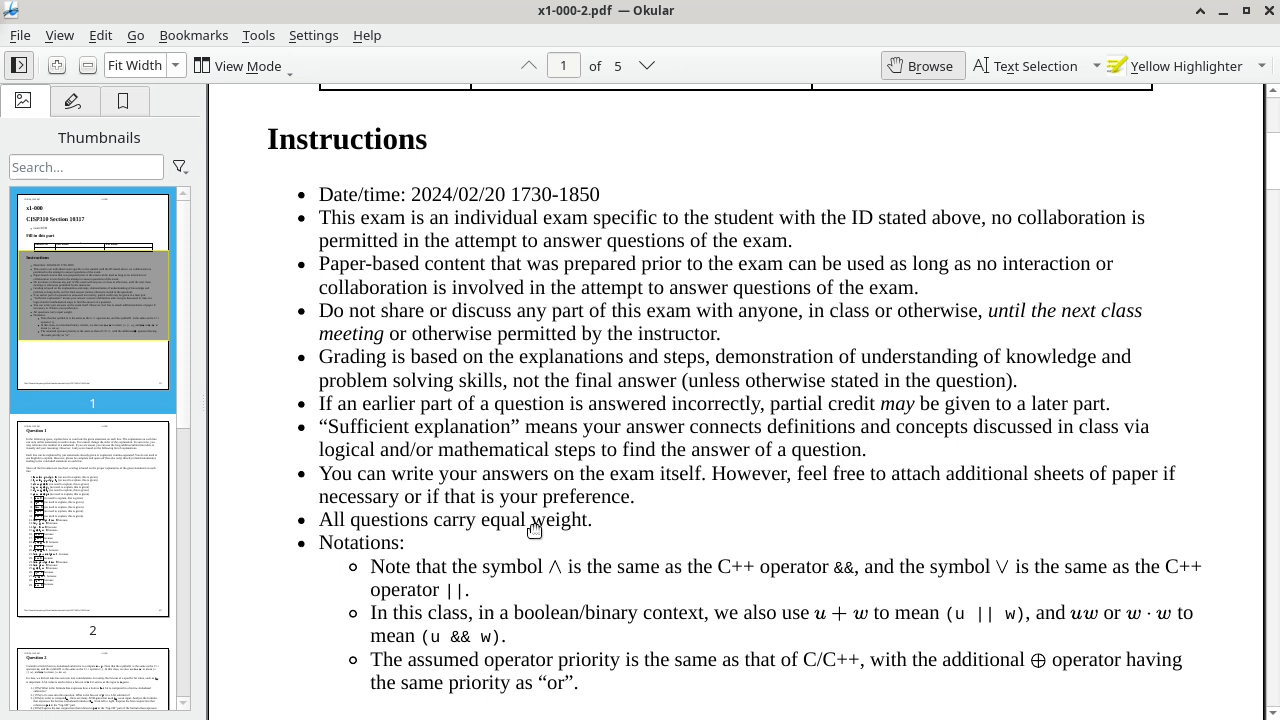 x1-000-2.pdf — Okular
File View Edit Go Bookmarks Tools Settings Help
Fit Width View Mode 1 of 5 Browse Text Selection Yellow Highlighter
Thumbnails
Search...
x1-000
CISP310 Section 10317
Fill in this part
Instructions
1
Question 1
2
Question 2
Instructions
• Date/time: 2024/02/20 1730-1850
• This exam is an individual exam specific to the student with the ID stated above, no collaboration is
permitted in the attempt to answer questions of the exam.
• Paper-based content that was prepared prior to the exam can be used as long as no interaction or
collaboration is involved in the attempt to answer questions of the exam.
• Do not share or discuss any part of this exam with anyone, in class or otherwise, until the next class
meeting or otherwise permitted by the instructor.
• Grading is based on the explanations and steps, demonstration of understanding of knowledge and
problem solving skills, not the final answer (unless otherwise stated in the question).
• If an earlier part of a question is answered incorrectly, partial credit may be given to a later part.
• “Sufficient explanation” means your answer connects definitions and concepts discussed in class via
logical and/or mathematical steps to find the answer of a question.
• You can write your answers on the exam itself. However, feel free to attach additional sheets of paper if
necessary or if that is your preference.
• All questions carry equal weight.
• Notations:
◦ Note that the symbol ∧ is the same as the C++ operator &&, and the symbol ∨ is the same as the C++
operator ||.
◦ In this class, in a boolean/binary context, we also use u + w to mean (u || w), and uw or w · w to
mean (u && w).
◦ The assumed operator priority is the same as that of C/C++, with the additional ⊕ operator having
the same priority as “or”.